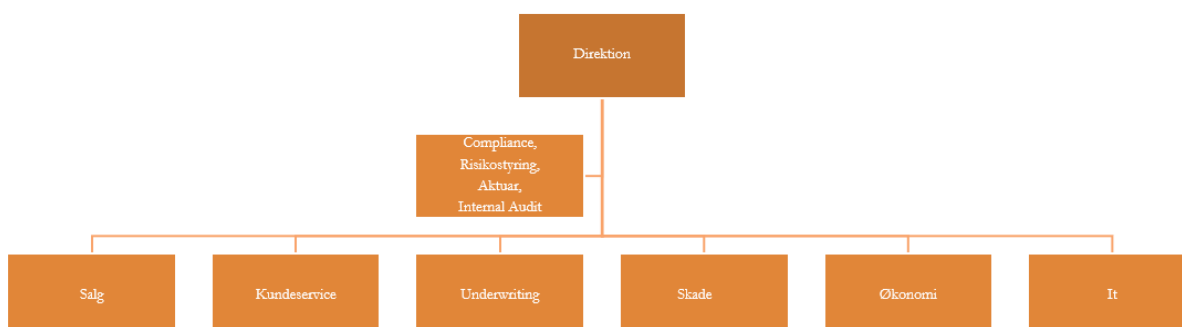 Direktion
Compliance,
Risikostyring,
Aktuar,
Internal Audit
Salg
Kundeservice
Underwriting
Skade
Økonomi
It